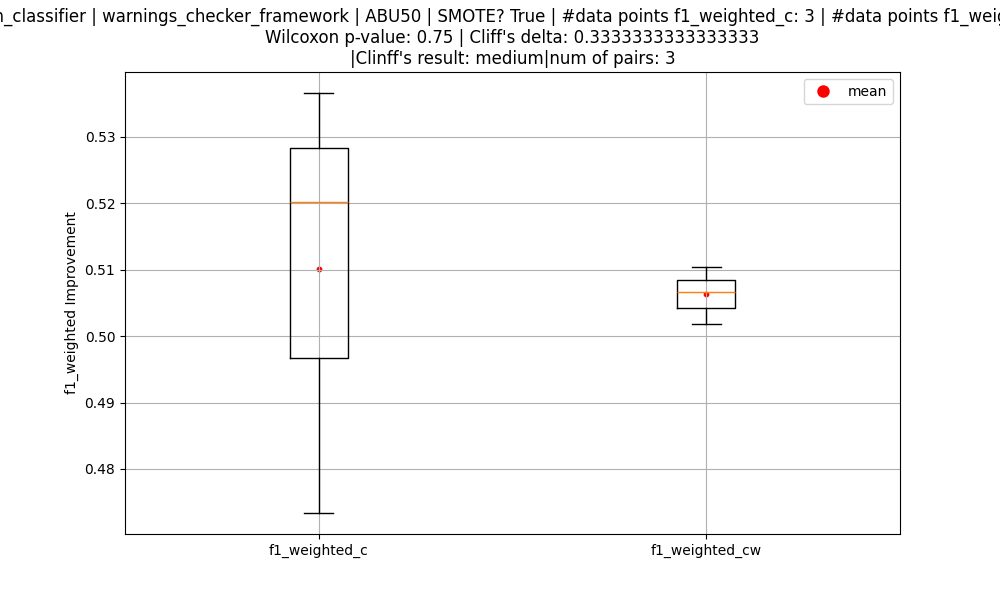 _classifier | warnings_checker_framework | ABU50 | SMOTE? True | #data points f1_weighted_c: 3 | #data points
Wilcoxon p-value: 0.75 | Cliff's delta: 0.3333333333333333
|Clinff's result: medium|num of pairs: 3
mean
0.53
0.52
0.51
0.50
0.49
0.48
f1_weighted Improvement
f1_weighted_c
f1_weighted_cw